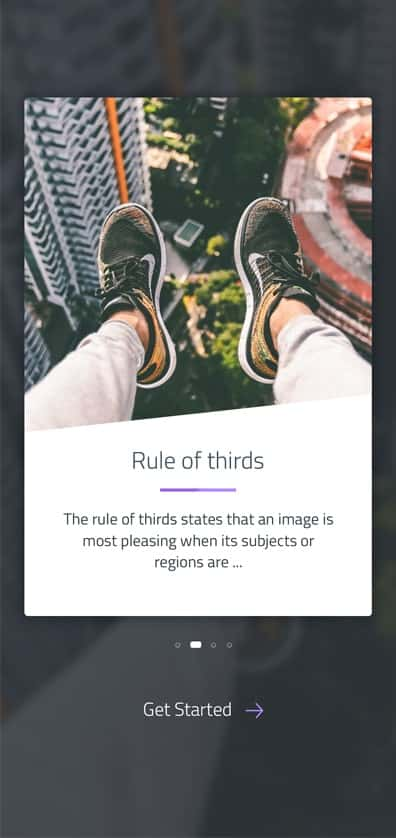 Rule of thirds
The rule of thirds states that an image is
most pleasing when its subjects or
regions are ...
Get Started